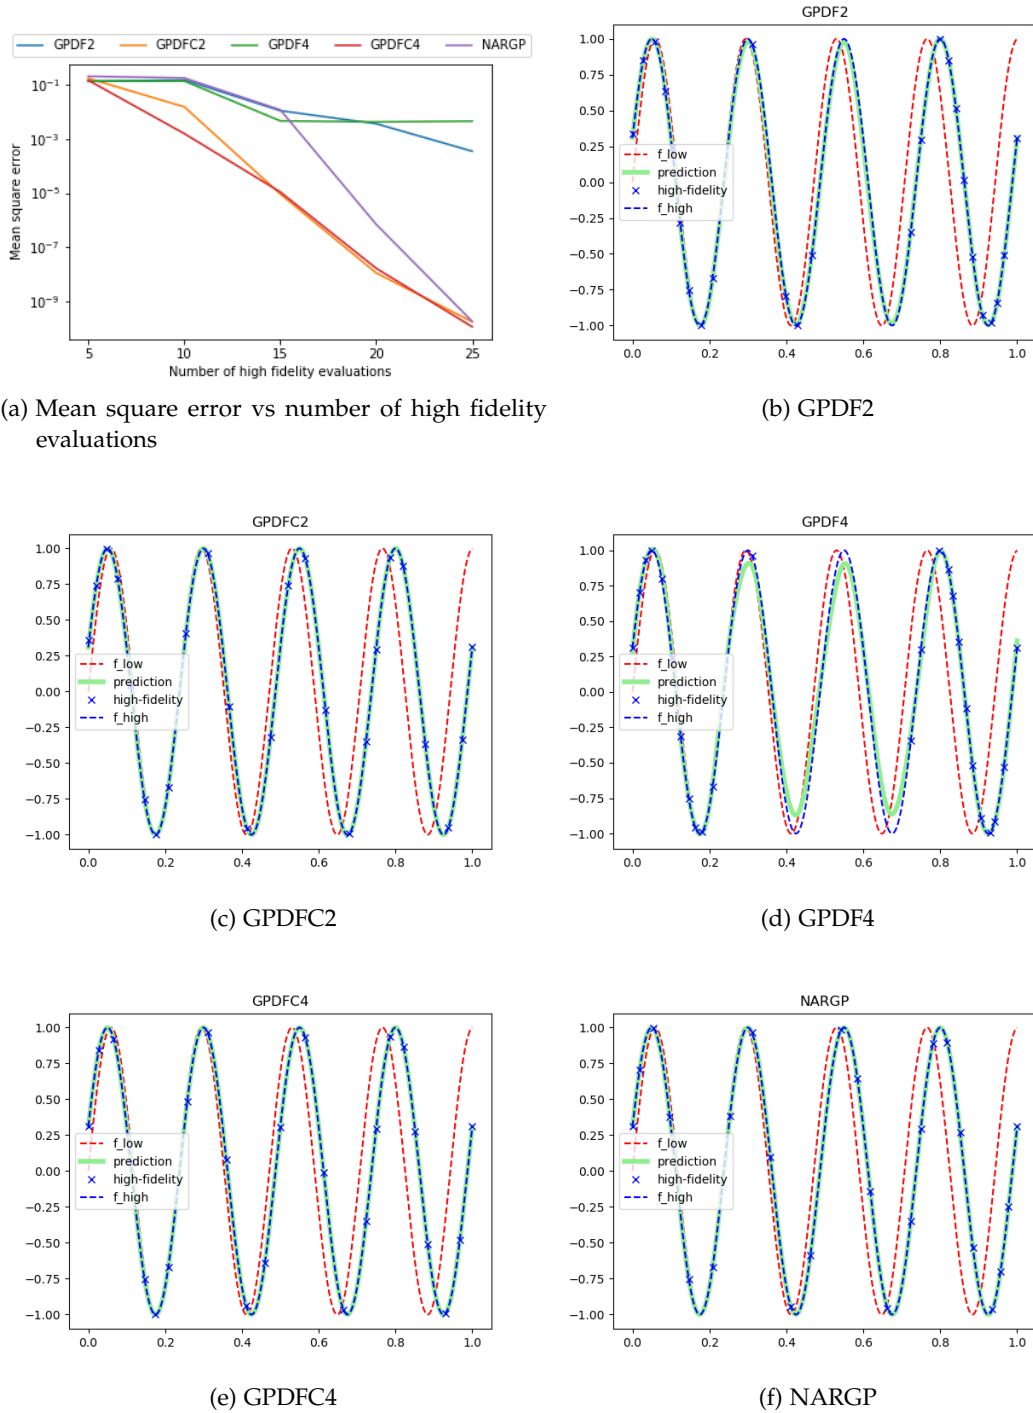 GPDF2 GPDFC2 GPDF4 GPDFC4 NARGP
10⁻¹
10⁻³
10⁻⁵
10⁻⁷
10⁻⁹
Mean square error
5 10 15 20 25
Number of high fidelity evaluations
(a) Mean square error vs number of high fidelity
evaluations
GPDF2
1.00
0.75
0.50
0.25
0.00
−0.25
−0.50
−0.75
−1.00
f_low
prediction
high-fidelity
f_high
0.0 0.2 0.4 0.6 0.8 1.0
(b) GPDF2
GPDFC2
1.00
0.75
0.50
0.25
0.00
−0.25
−0.50
−0.75
−1.00
f_low
prediction
high-fidelity
f_high
0.0 0.2 0.4 0.6 0.8 1.0
(c) GPDFC2
GPDF4
1.00
0.75
0.50
0.25
0.00
−0.25
−0.50
−0.75
−1.00
f_low
prediction
high-fidelity
f_high
0.0 0.2 0.4 0.6 0.8 1.0
(d) GPDF4
GPDFC4
1.00
0.75
0.50
0.25
0.00
−0.25
−0.50
−0.75
−1.00
f_low
prediction
high-fidelity
f_high
0.0 0.2 0.4 0.6 0.8 1.0
(e) GPDFC4
NARGP
1.00
0.75
0.50
0.25
0.00
−0.25
−0.50
−0.75
−1.00
f_low
prediction
high-fidelity
f_high
0.0 0.2 0.4 0.6 0.8 1.0
(f) NARGP